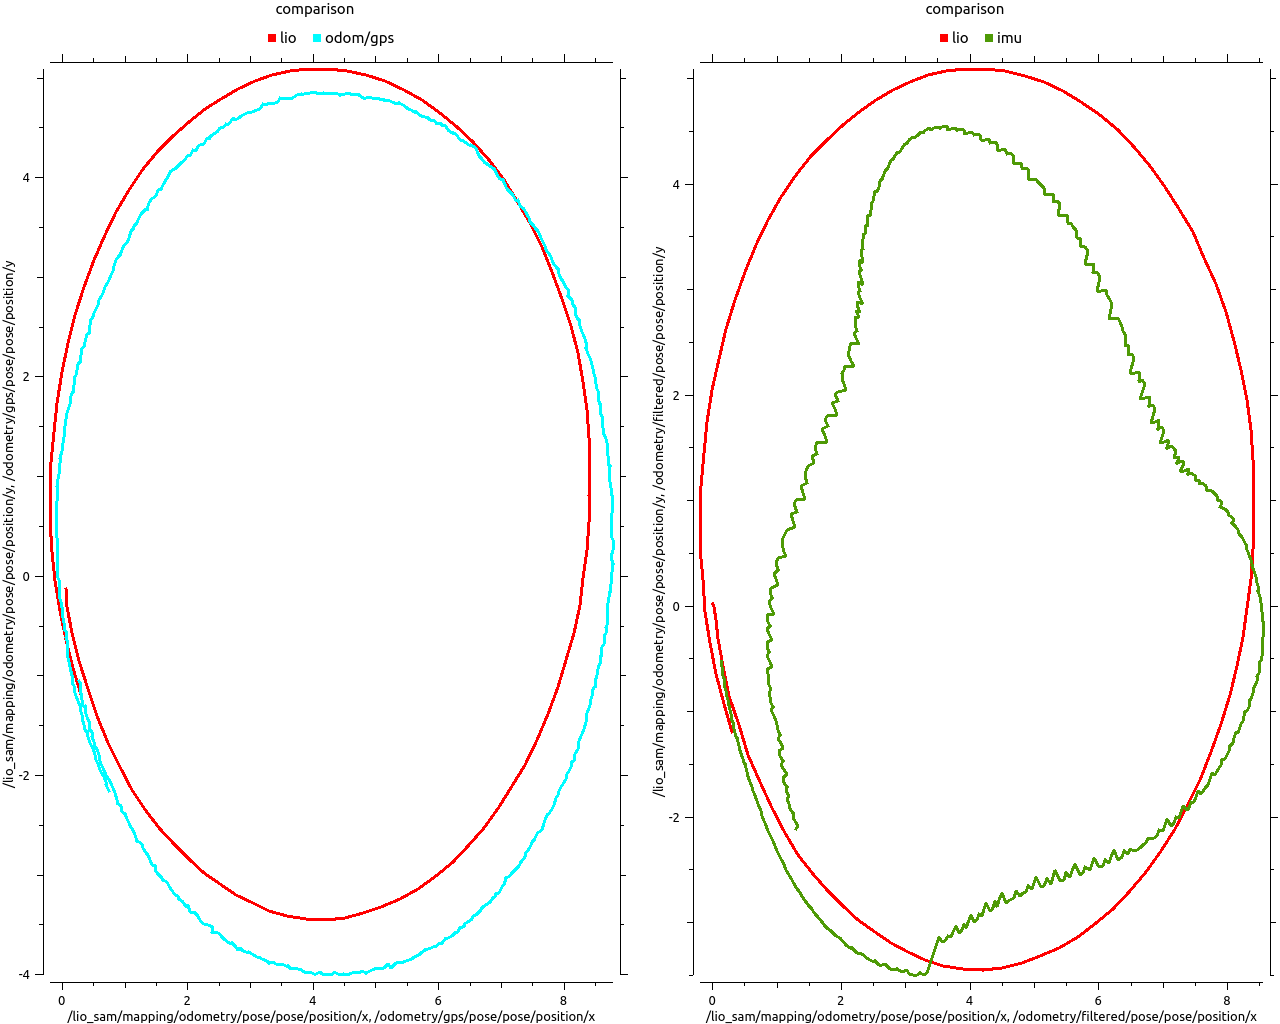 comparison
lio odom/gps
4
2
0
-2
-4
0 2 4 6 8
/lio_sam/mapping/odometry/pose/pose/position/y, /odometry/gps/pose/pose/position/y
/lio_sam/mapping/odometry/pose/pose/position/x, /odometry/gps/pose/pose/position/x
comparison
lio imu
4
2
0
-2
0 2 4 6 8
/lio_sam/mapping/odometry/pose/pose/position/y, /odometry/filtered/pose/pose/position/y
/lio_sam/mapping/odometry/pose/pose/position/x, /odometry/filtered/pose/pose/position/x